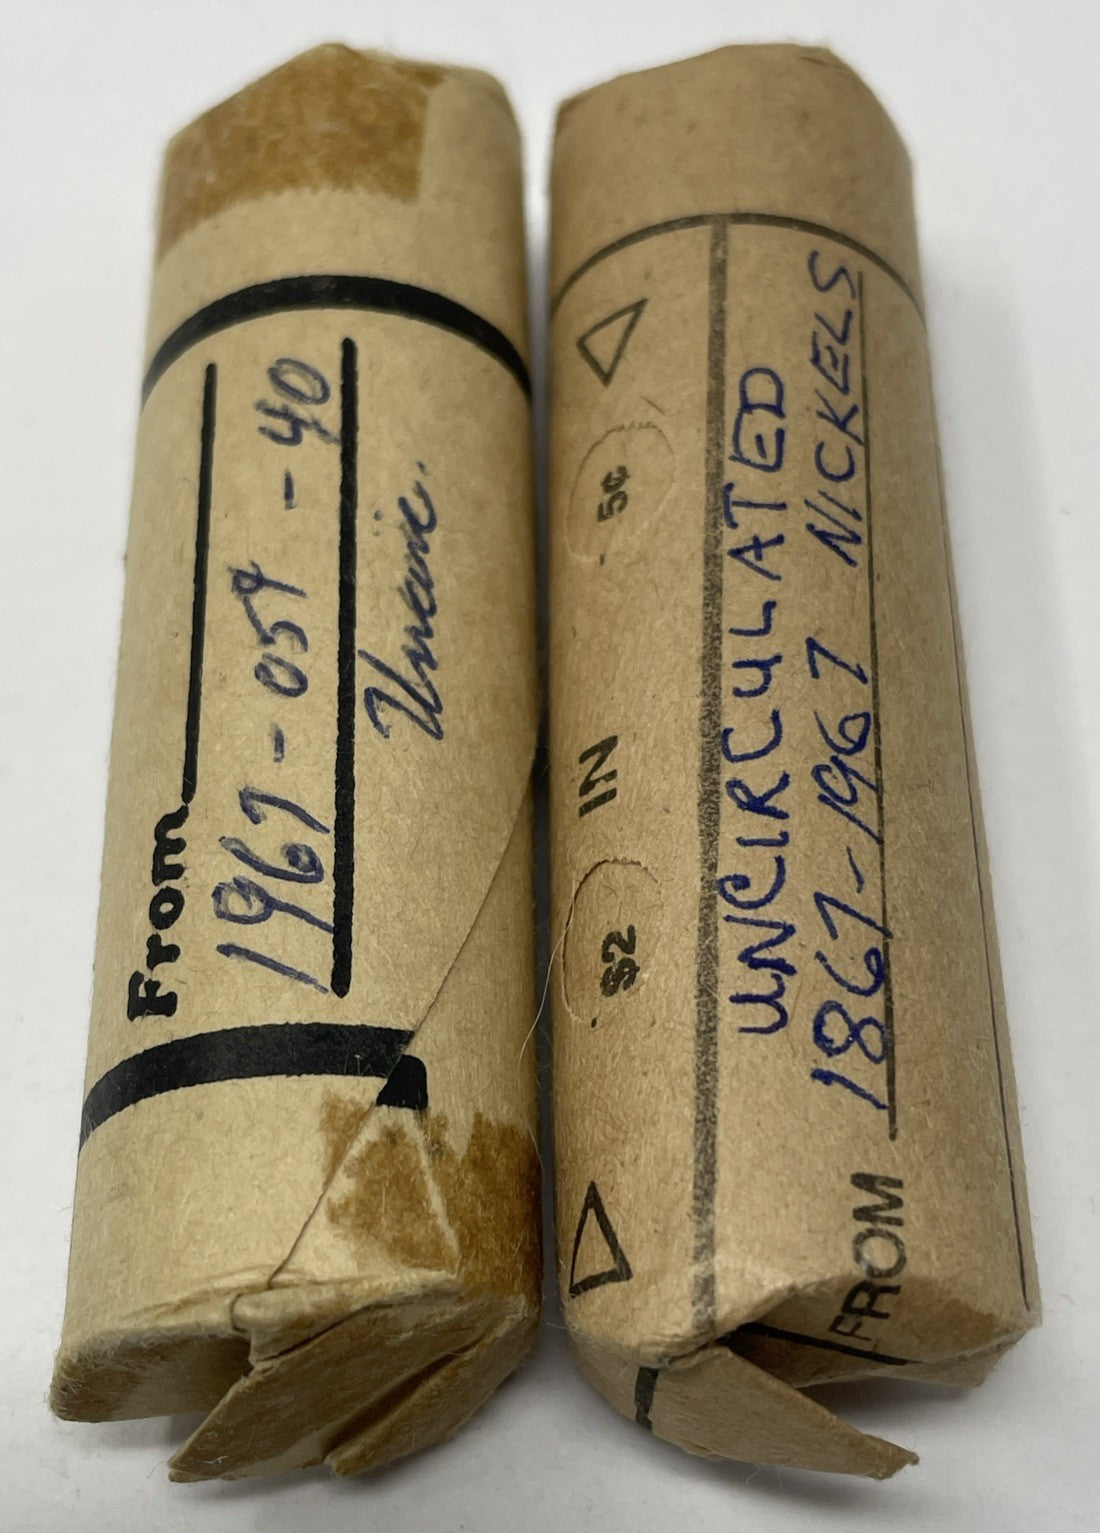 From
1967 - 05¢ - 40
Uncirc.
5¢
$2 IN
UNCIRCULATED
1867-1967 NICKELS
FROM